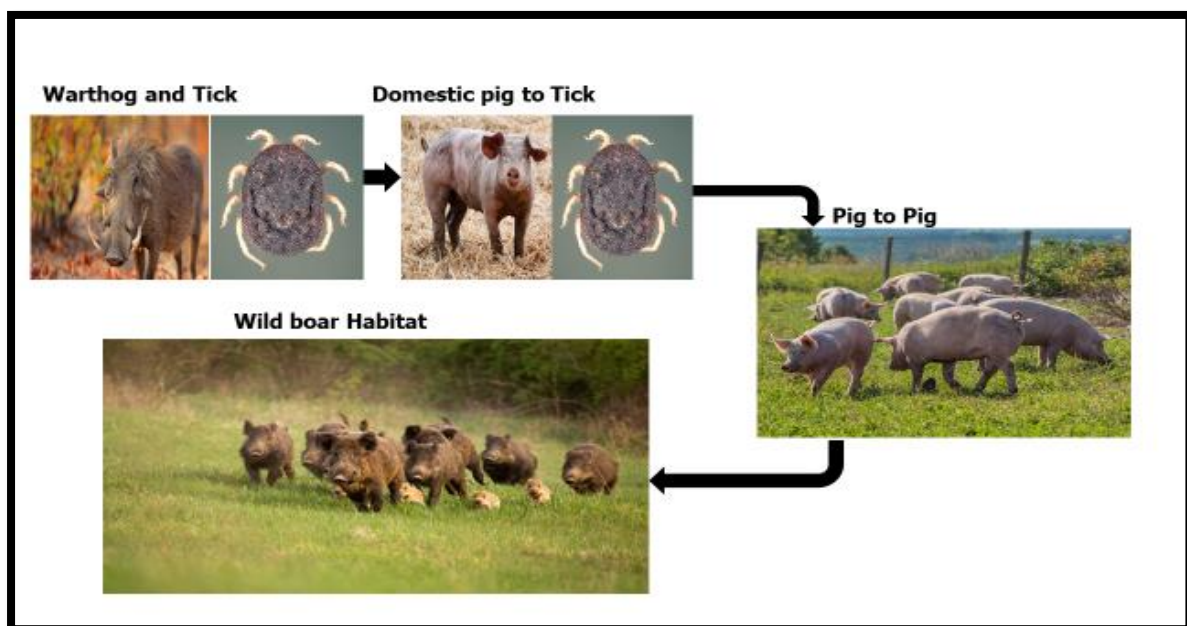 Warthog and Tick
Domestic pig to Tick
Pig to Pig
Wild boar Habitat